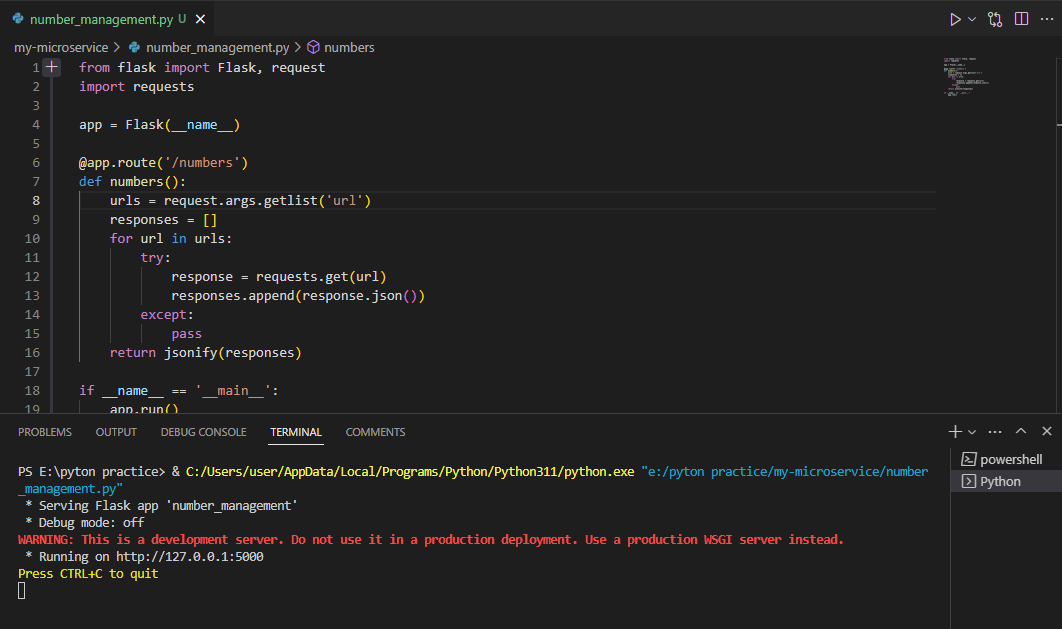 number_management.py U
my-microservice > number_management.py > numbers
1 from flask import Flask, request
2 import requests
3
4 app = Flask(__name__)
5
6 @app.route('/numbers')
7 def numbers():
8     urls = request.args.getlist('url')
9     responses = []
10     for url in urls:
11         try:
12             response = requests.get(url)
13             responses.append(response.json())
14         except:
15             pass
16     return jsonify(responses)
17
18 if __name__ == '__main__':
19     app.run()
PROBLEMS OUTPUT DEBUG CONSOLE TERMINAL COMMENTS
PS E:\pyton practice> & C:/Users/user/AppData/Local/Programs/Python/Python311/python.exe "e:/pyton practice/my-microservice/number
_management.py"
 * Serving Flask app 'number_management'
 * Debug mode: off
WARNING: This is a development server. Do not use it in a production deployment. Use a production WSGI server instead.
 * Running on http://127.0.0.1:5000
Press CTRL+C to quit
powershell
Python